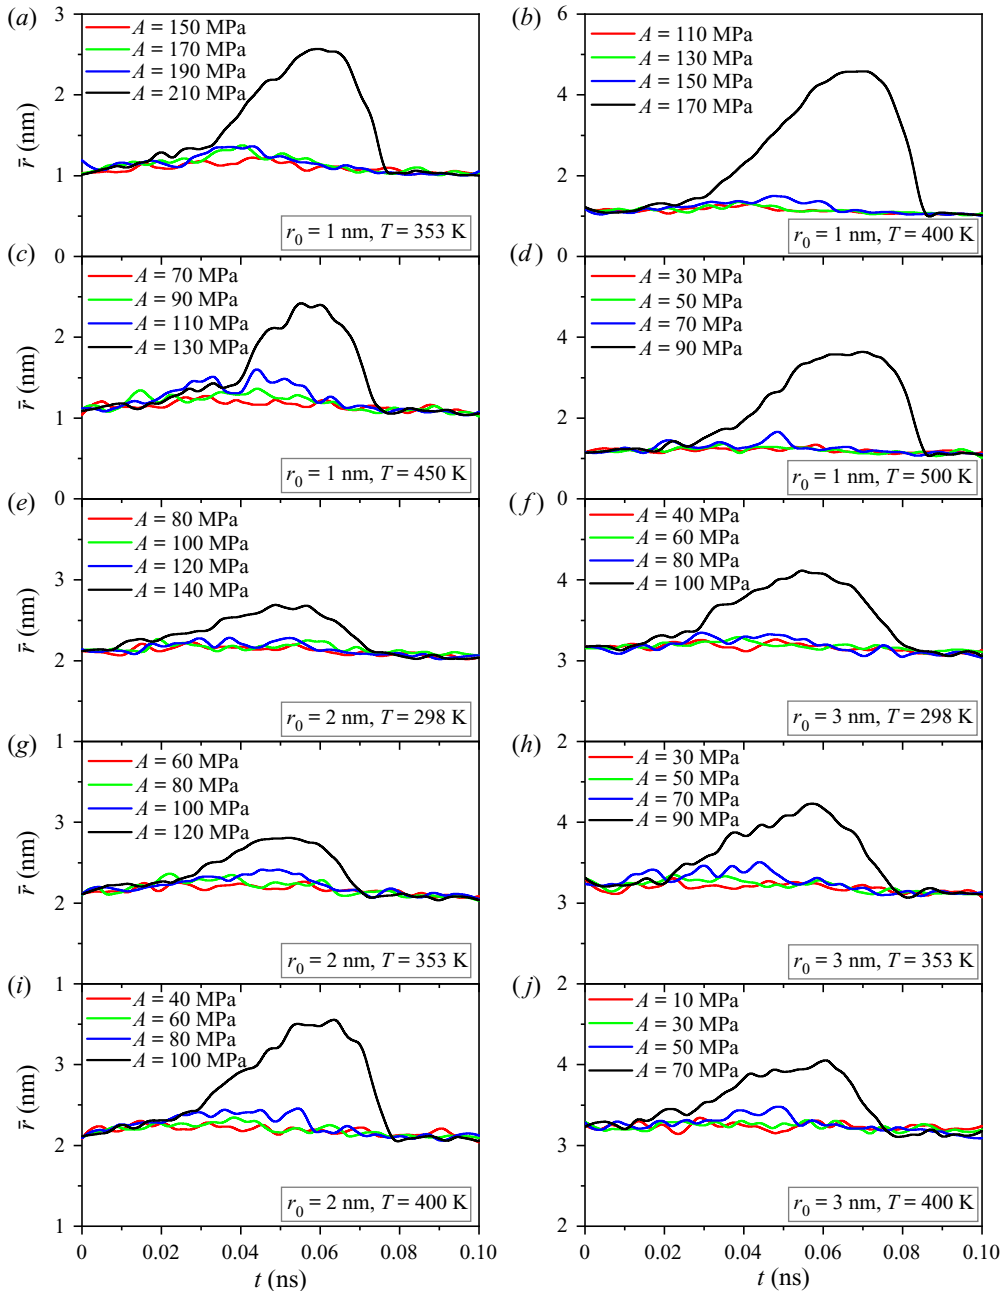 (a)
3
2
1
0
r̄ (nm)
A = 150 MPa
A = 170 MPa
A = 190 MPa
A = 210 MPa
r0 = 1 nm, T = 353 K
(b)
6
4
2
0
r̄ (nm)
A = 110 MPa
A = 130 MPa
A = 150 MPa
A = 170 MPa
r0 = 1 nm, T = 400 K
(c)
2
1
0
r̄ (nm)
A = 70 MPa
A = 90 MPa
A = 110 MPa
A = 130 MPa
r0 = 1 nm, T = 450 K
(d)
4
2
0
r̄ (nm)
A = 30 MPa
A = 50 MPa
A = 70 MPa
A = 90 MPa
r0 = 1 nm, T = 500 K
(e)
3
2
1
r̄ (nm)
A = 80 MPa
A = 100 MPa
A = 120 MPa
A = 140 MPa
r0 = 2 nm, T = 298 K
(f)
4
3
2
r̄ (nm)
A = 40 MPa
A = 60 MPa
A = 80 MPa
A = 100 MPa
r0 = 3 nm, T = 298 K
(g)
3
2
1
r̄ (nm)
A = 60 MPa
A = 80 MPa
A = 100 MPa
A = 120 MPa
r0 = 2 nm, T = 353 K
(h)
4
3
2
r̄ (nm)
A = 30 MPa
A = 50 MPa
A = 70 MPa
A = 90 MPa
r0 = 3 nm, T = 353 K
(i)
3
2
1
r̄ (nm)
A = 40 MPa
A = 60 MPa
A = 80 MPa
A = 100 MPa
r0 = 2 nm, T = 400 K
0 0.02 0.04 0.06 0.08 0.10
t (ns)
(j)
4
3
2
r̄ (nm)
A = 10 MPa
A = 30 MPa
A = 50 MPa
A = 70 MPa
r0 = 3 nm, T = 400 K
0 0.02 0.04 0.06 0.08 0.10
t (ns)